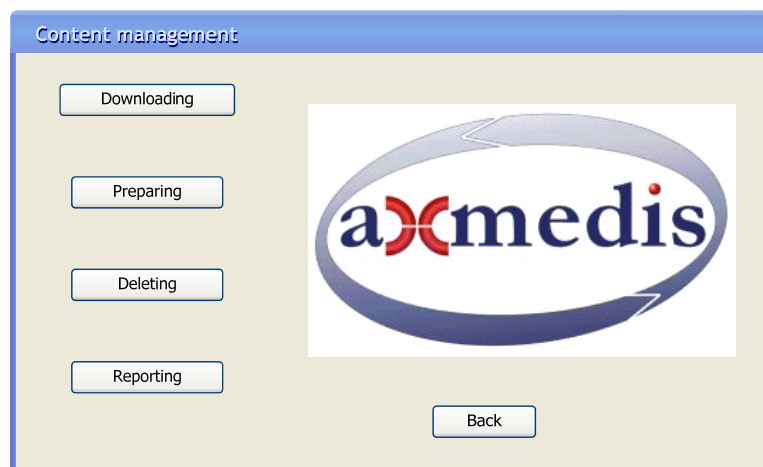 Content management
Downloading
Preparing
axmedis
Deleting
Reporting
Back